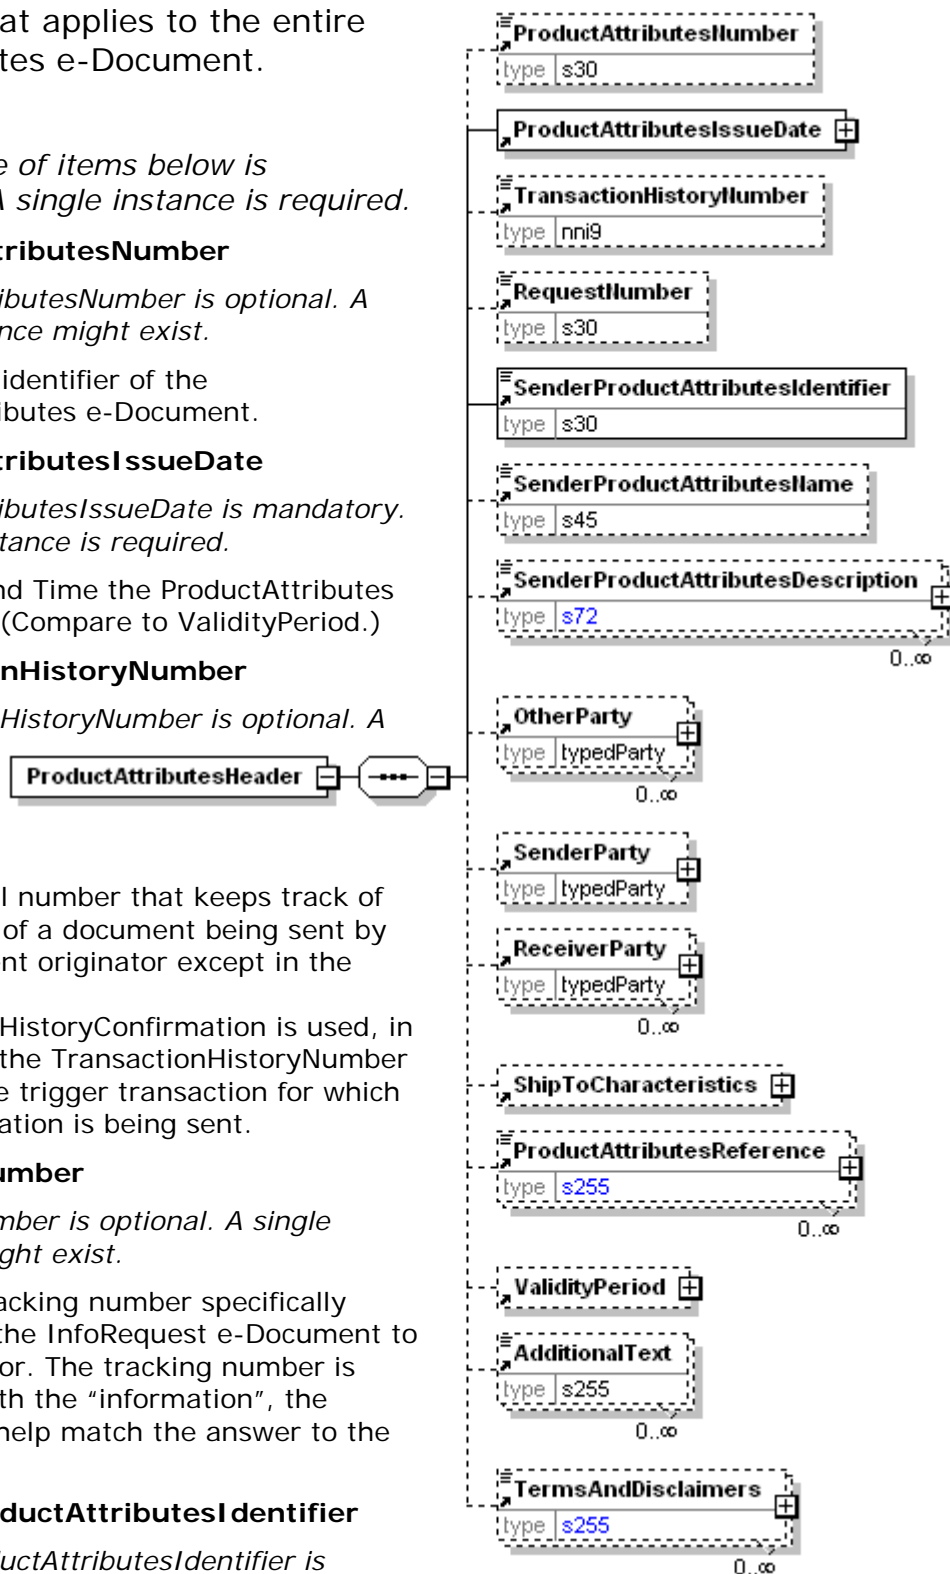 at applies to the entire
tes e-Document.
e of items below is
A single instance is required.
tributesNumber
ributesNumber is optional. A
nce might exist.
identifier of the
ibutes e-Document.
tributesIssueDate
ributesIssueDate is mandatory.
tance is required.
nd Time the ProductAttributes
(Compare to ValidityPeriod.)
nHistoryNumber
HistoryNumber is optional. A
ProductAttributesHeader
l number that keeps track of
of a document being sent by
ent originator except in the
HistoryConfirmation is used, in
the TransactionHistoryNumber
e trigger transaction for which
ation is being sent.
umber
mber is optional. A single
ght exist.
acking number specifically
the InfoRequest e-Document to
or. The tracking number is
th the “information”, the
help match the answer to the
ductAttributesIdentifier
ductAttributesIdentifier is
ProductAttributesNumber
type s30
ProductAttributesIssueDate
TransactionHistoryNumber
type nni9
RequestNumber
type s30
SenderProductAttributesIdentifier
type s30
SenderProductAttributesName
type s45
SenderProductAttributesDescription
type s72
0..∞
OtherParty
type typedParty
0..∞
SenderParty
type typedParty
ReceiverParty
type typedParty
0..∞
ShipToCharacteristics
ProductAttributesReference
type s255
0..∞
ValidityPeriod
AdditionalText
type s255
0..∞
TermsAndDisclaimers
type s255
0..∞